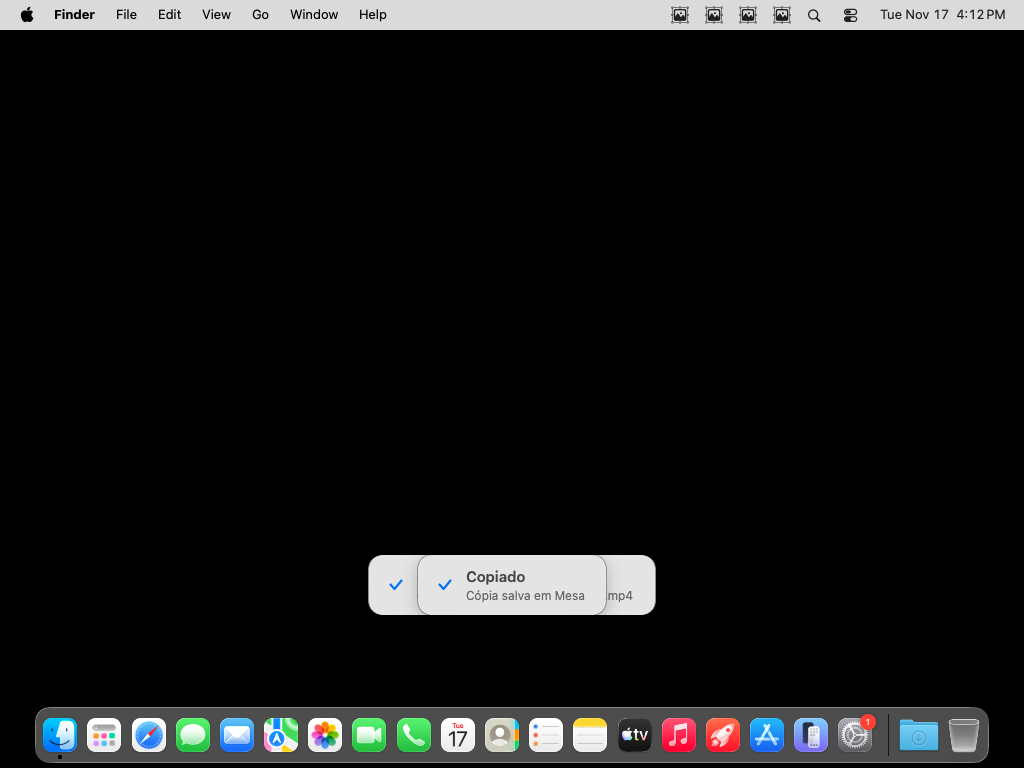 Finder File Edit View Go Window Help Tue Nov 17 4:12 PM
Copiado
Cópia salva em Mesa .mp4
Tue
17
tv
1